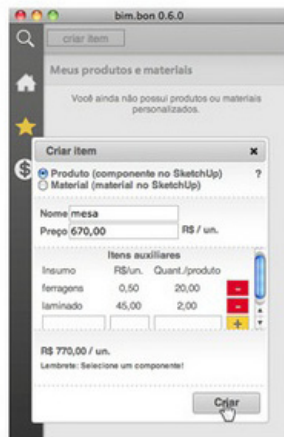 bim.bon 0.6.0
criar item
Meus produtos e materiais
Você ainda não possui produtos ou materiais
personalizados.
Criar item
Produto (componente no SketchUp) ?
Material (material no SketchUp)
Nome mesa
Preço 670,00 R$ / un.
Itens auxiliares
Insumo R$/un. Quant./produto
ferragens 0,50 20,00 -
laminado 45,00 2,00 -
+
R$ 770,00 / un.
Lembrete: Selecione um componente!
Criar